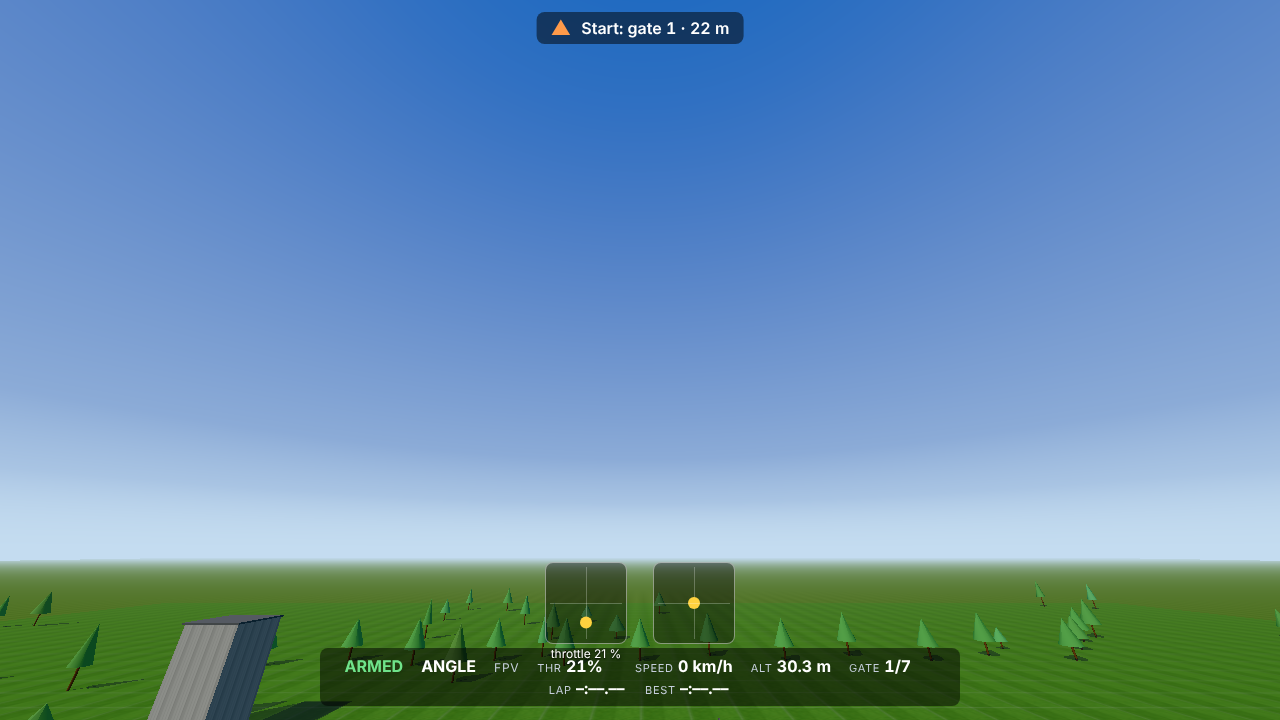 Start: gate 1 · 22 m
throttle 21 %
ARMED ANGLE FPV THR 21% SPEED 0 km/h ALT 30.3 m GATE 1/7
LAP –:––.–– BEST –:––.––